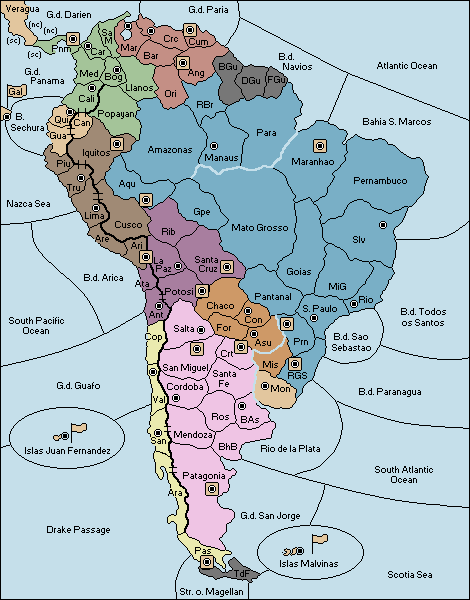 Veragua
G.d. Darien
G.d. Paria
(nc)
(nc)
(sc)
(sc)
Pnm
Sa
M
Car
Mar
Crc
Cum
Bar
B.d.
Navios
Atlantic Ocean
G.d.
Panama
Med
Bog
Ang
BGu
DGu
FGu
Gal
Cali
Llanos
Ori
RBr
B.
Sechura
Qui
Can
Popayan
Para
Bahia S. Marcos
Gua
Iquitos
Amazonas
Manaus
Maranhao
Piu
Tru
Aqu
Pernambuco
Nazca Sea
Lima
Cusco
Gpe
Mato Grosso
Slv
Are
Ari
Rib
B.d. Arica
La
Paz
Santa
Cruz
Goias
Ata
Potosi
Pantanal
MiG
Rio
South Pacific
Ocean
Ant
Chaco
Con
S. Paulo
B.d. Todos
os Santos
Cop
Salta
For
Asu
Prn
B.d. Sao
Sebastao
Crt
Mis
RGS
San Miguel
Santa
Fe
G.d. Guafo
Cordoba
Mon
B.d. Paranagua
Val
Ros
BAs
San
Mendoza
BhB
Rio de la Plata
Islas Juan Fernandez
South Atlantic
Ocean
Patagonia
Ara
G.d. San Jorge
Drake Passage
Pas
TdF
Islas Malvinas
Scotia Sea
Str. o. Magellan